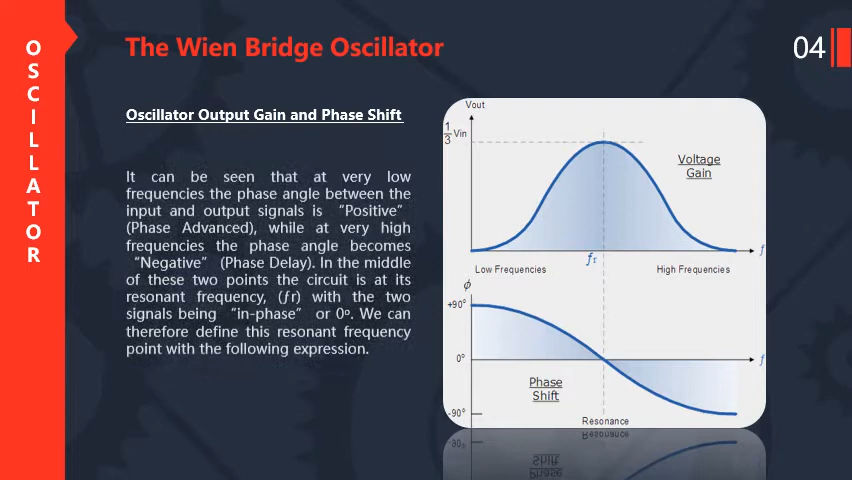 OSCILLATOR
The Wien Bridge Oscillator
04
Oscillator Output Gain and Phase Shift
It can be seen that at very low
frequencies the phase angle between the
input and output signals is “Positive”
(Phase Advanced), while at very high
frequencies the phase angle becomes
“Negative” (Phase Delay). In the middle
of these two points the circuit is at its
resonant frequency, (ƒr) with the two
signals being “in-phase” or 0º. We can
therefore define this resonant frequency
point with the following expression.
Vout
1/3 Vin
Voltage
Gain
f
fr
Low Frequencies
High Frequencies
ϕ
+90°
0°
f
Phase
Shift
-90°
Resonance